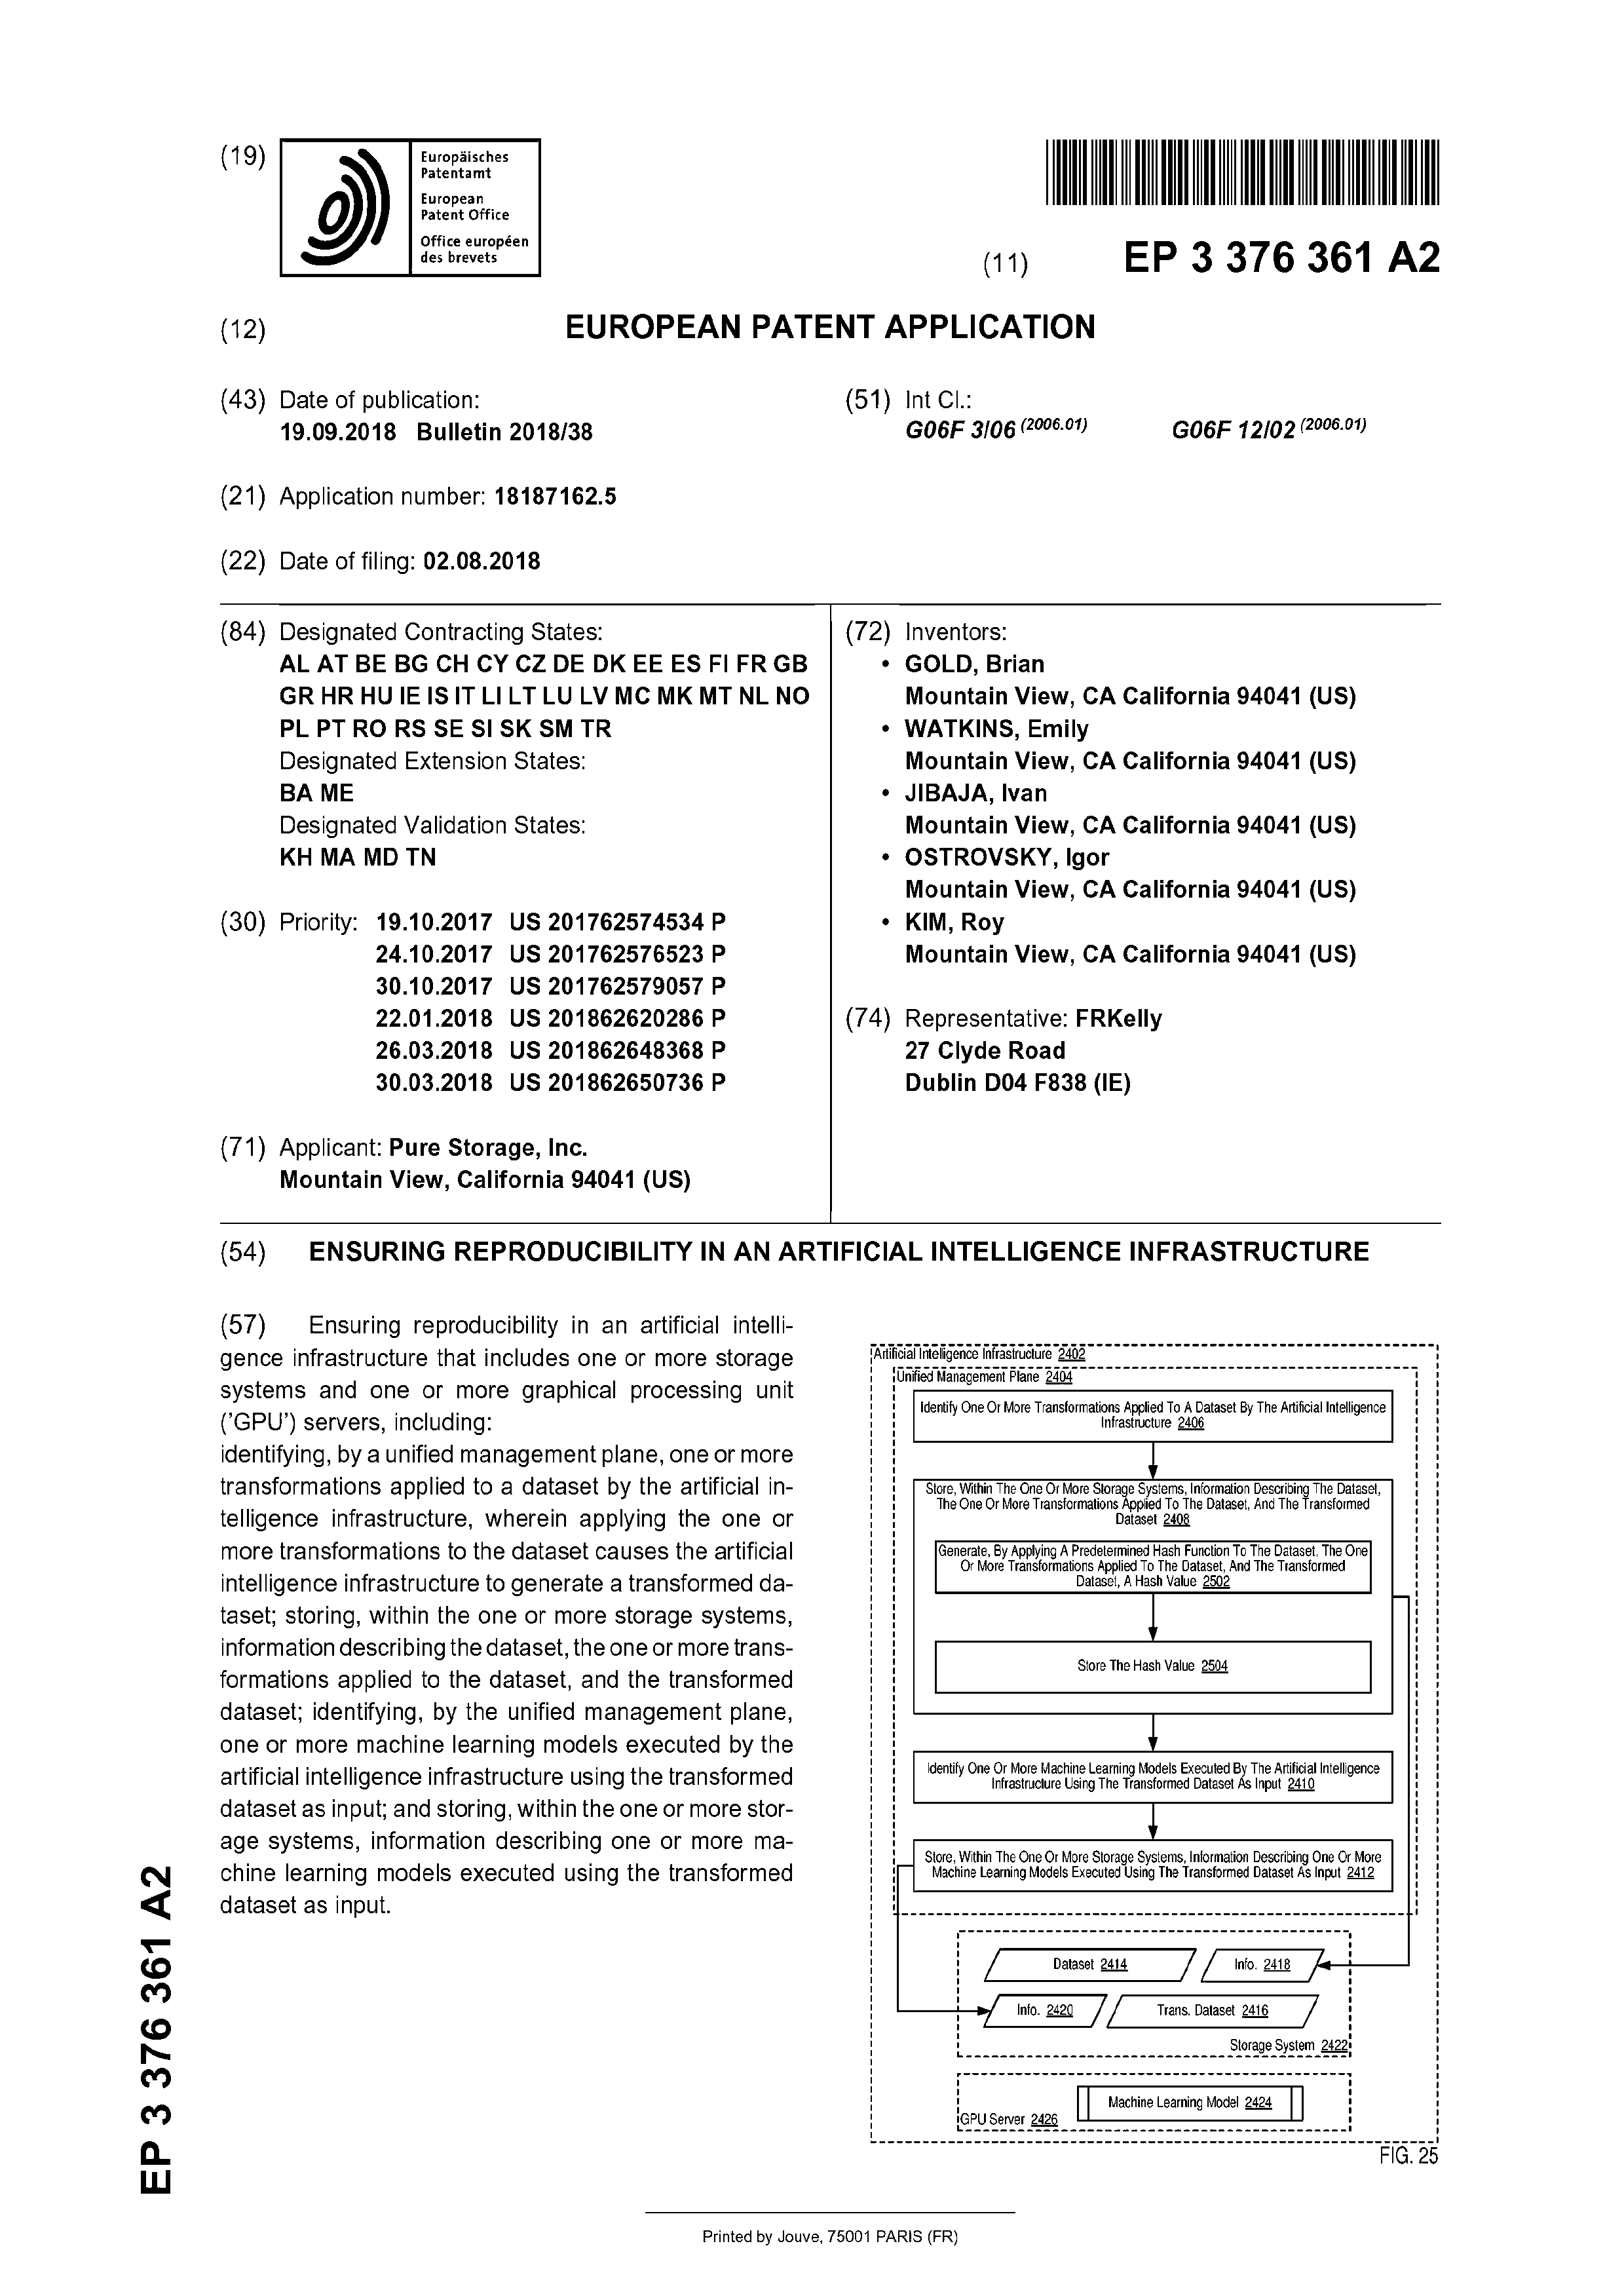 (19)
Europäisches
Patentamt
European
Patent Office
Office européen
des brevets
(11) EP 3 376 361 A2
(12) EUROPEAN PATENT APPLICATION
(43) Date of publication:
19.09.2018 Bulletin 2018/38
(21) Application number: 18187162.5
(22) Date of filing: 02.08.2018
(51) Int Cl.:
G06F 3/06 (2006.01) G06F 12/02 (2006.01)
(84) Designated Contracting States:
AL AT BE BG CH CY CZ DE DK EE ES FI FR GB
GR HR HU IE IS IT LI LT LU LV MC MK MT NL NO
PL PT RO RS SE SI SK SM TR
Designated Extension States:
BA ME
Designated Validation States:
KH MA MD TN
(30) Priority: 19.10.2017 US 201762574534 P
24.10.2017 US 201762576523 P
30.10.2017 US 201762579057 P
22.01.2018 US 201862620286 P
26.03.2018 US 201862648368 P
30.03.2018 US 201862650736 P
(71) Applicant: Pure Storage, Inc.
Mountain View, California 94041 (US)
(72) Inventors:
• GOLD, Brian
Mountain View, CA California 94041 (US)
• WATKINS, Emily
Mountain View, CA California 94041 (US)
• JIBAJA, Ivan
Mountain View, CA California 94041 (US)
• OSTROVSKY, Igor
Mountain View, CA California 94041 (US)
• KIM, Roy
Mountain View, CA California 94041 (US)
(74) Representative: FRKelly
27 Clyde Road
Dublin D04 F838 (IE)
(54) ENSURING REPRODUCIBILITY IN AN ARTIFICIAL INTELLIGENCE INFRASTRUCTURE
(57) Ensuring reproducibility in an artificial intelli-
gence infrastructure that includes one or more storage
systems and one or more graphical processing unit
('GPU') servers, including:
identifying, by a unified management plane, one or more
transformations applied to a dataset by the artificial in-
telligence infrastructure, wherein applying the one or
more transformations to the dataset causes the artificial
intelligence infrastructure to generate a transformed da-
taset; storing, within the one or more storage systems,
information describing the dataset, the one or more trans-
formations applied to the dataset, and the transformed
dataset; identifying, by the unified management plane,
one or more machine learning models executed by the
artificial intelligence infrastructure using the transformed
dataset as input; and storing, within the one or more stor-
age systems, information describing one or more ma-
chine learning models executed using the transformed
dataset as input.
Artificial Intelligence Infrastructure 2402
Unified Management Plane 2404
Identify One Or More Transformations Applied To A Dataset By The Artificial Intelligence
Infrastructure 2406
Store, Within The One Or More Storage Systems, Information Describing The Dataset,
The One Or More Transformations Applied To The Dataset, And The Transformed
Dataset 2408
Generate, By Applying A Predetermined Hash Function To The Dataset, The One
Or More Transformations Applied To The Dataset, And The Transformed
Dataset, A Hash Value 2502
Store The Hash Value 2504
Identify One Or More Machine Learning Models Executed By The Artificial Intelligence
Infrastructure Using The Transformed Dataset As Input 2410
Store, Within The One Or More Storage Systems, Information Describing One Or More
Machine Learning Models Executed Using The Transformed Dataset As Input 2412
Dataset 2414
Info. 2418
Info. 2420
Trans. Dataset 2416
Storage System 2422
Machine Learning Model 2424
GPU Server 2426
FIG. 25
EP 3 376 361 A2
Printed by Jouve, 75001 PARIS (FR)